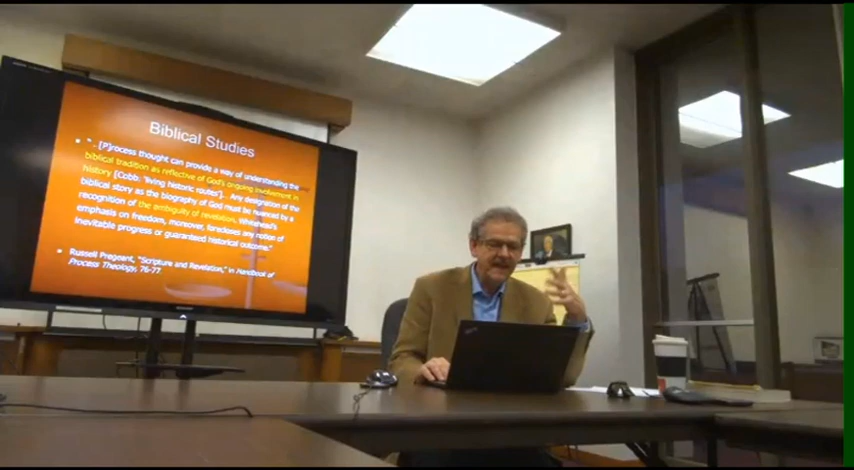 Biblical Studies
". . [P]rocess thought can provide a way of understanding the
biblical tradition as reflective of God's ongoing involvement in
history [Cobb: 'living historic routes']. . Any designation of the
biblical story as the biography of God must be nuanced by a
recognition of the ambiguity of revelation. Whitehead's
emphasis on freedom, moreover, forecloses any notion of
inevitable progress or guaranteed historical outcome."
Russell Pregeant, "Scripture and Revelation," in Handbook of
Process Theology, 76-77